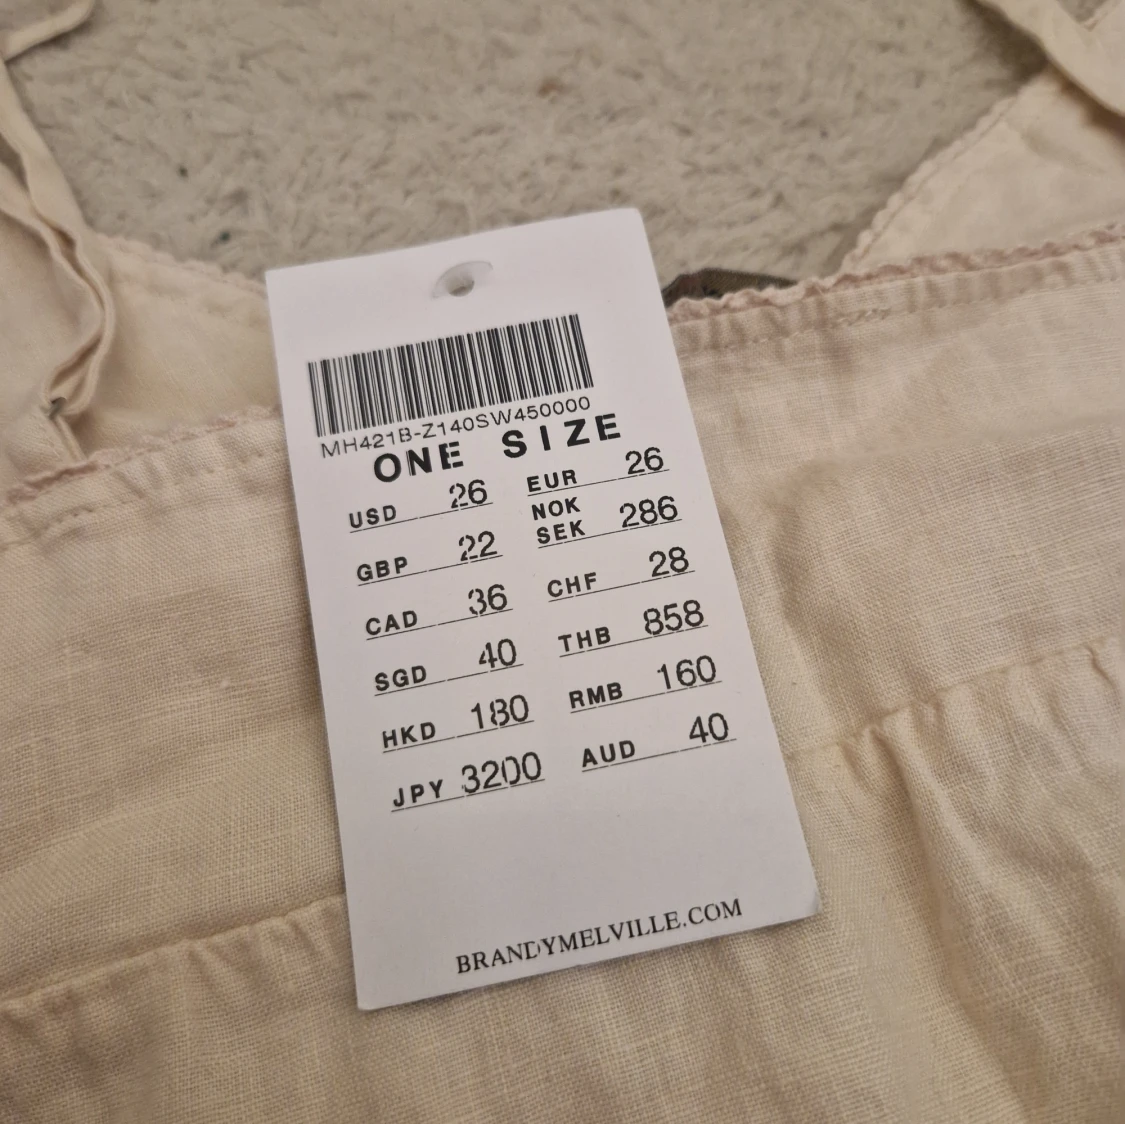 MH421B-Z140SW450000
ONE SIZE
USD 26 EUR 26
GBP 22 NOK SEK 286
CAD 36 CHF 28
SGD 40 THB 858
HKD 180 RMB 160
JPY 3200 AUD 40
BRANDYMELVILLE.COM